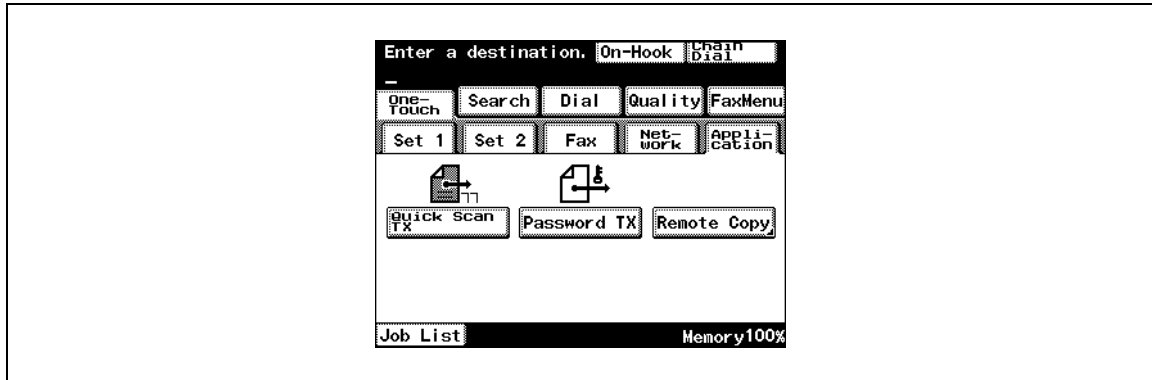 Enter a destination. On-Hook Chain Dial
One-Touch Search Dial Quality FaxMenu
Set 1 Set 2 Fax Net-work Appli-cation
Quick Scan TX Password TX Remote Copy
Job List Memory100%